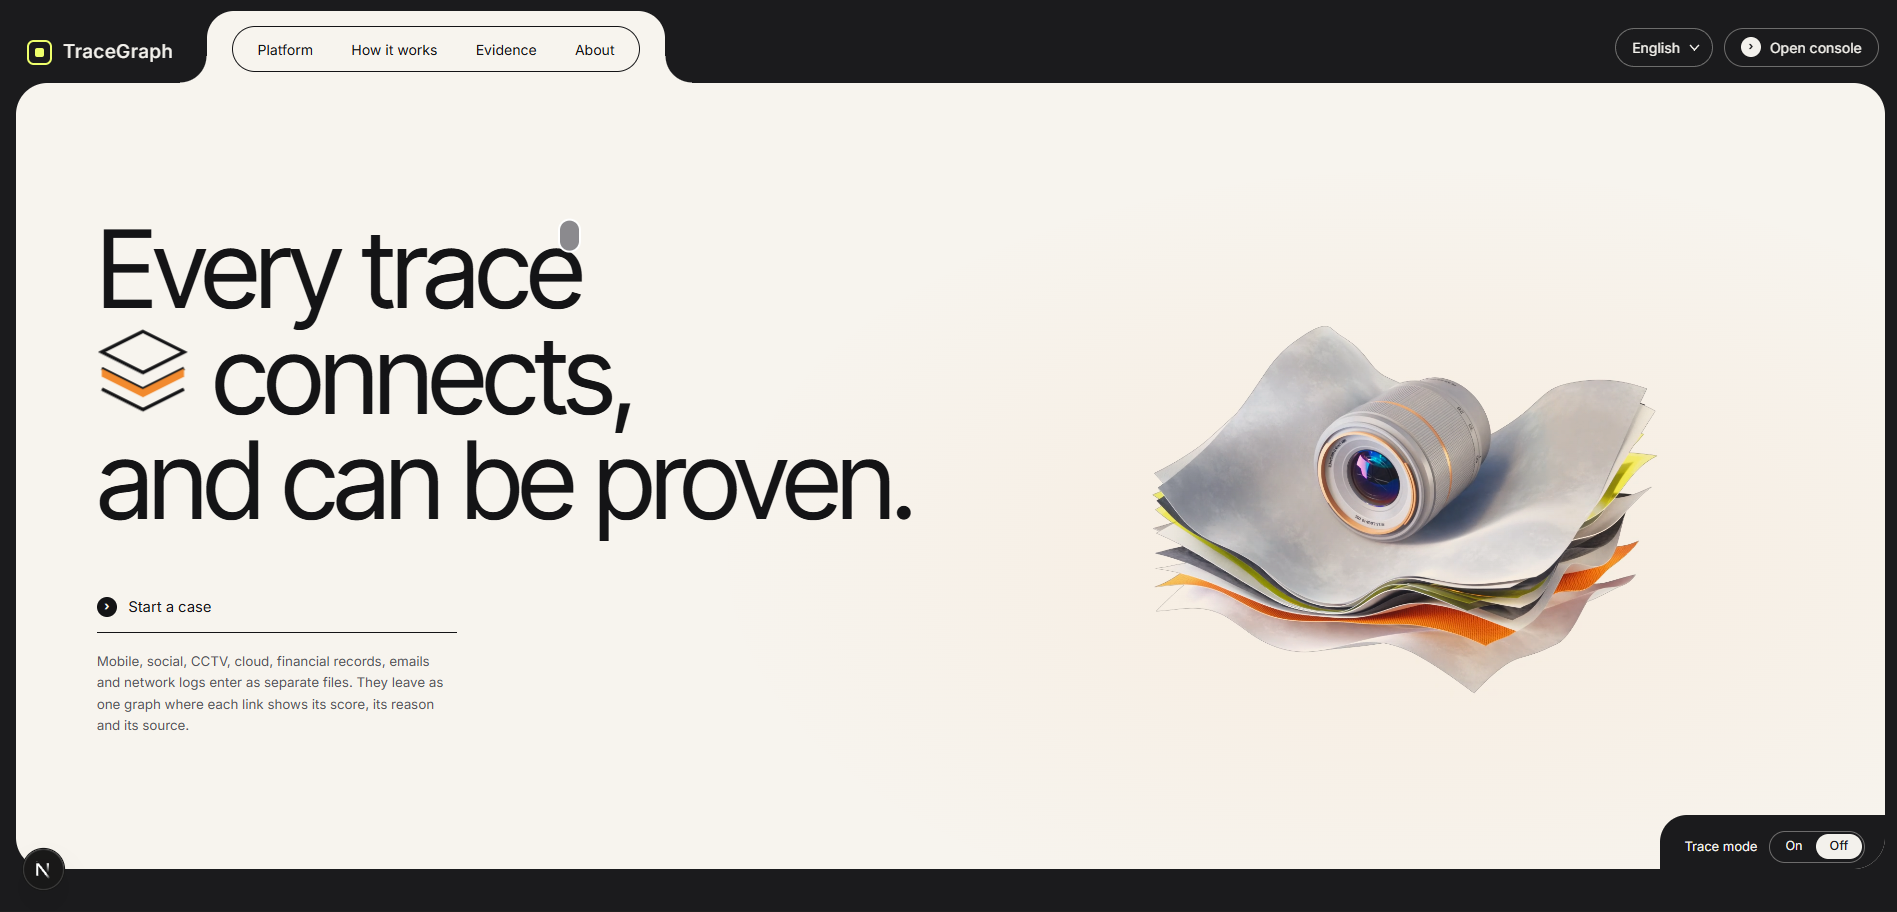 TraceGraph
Platform
How it works
Evidence
About
English
Open console
Every trace
connects,
and can be proven.
Start a case
Mobile, social, CCTV, cloud, financial records, emails
and network logs enter as separate files. They leave as
one graph where each link shows its score, its reason
and its source.
N
Trace mode
On
Off